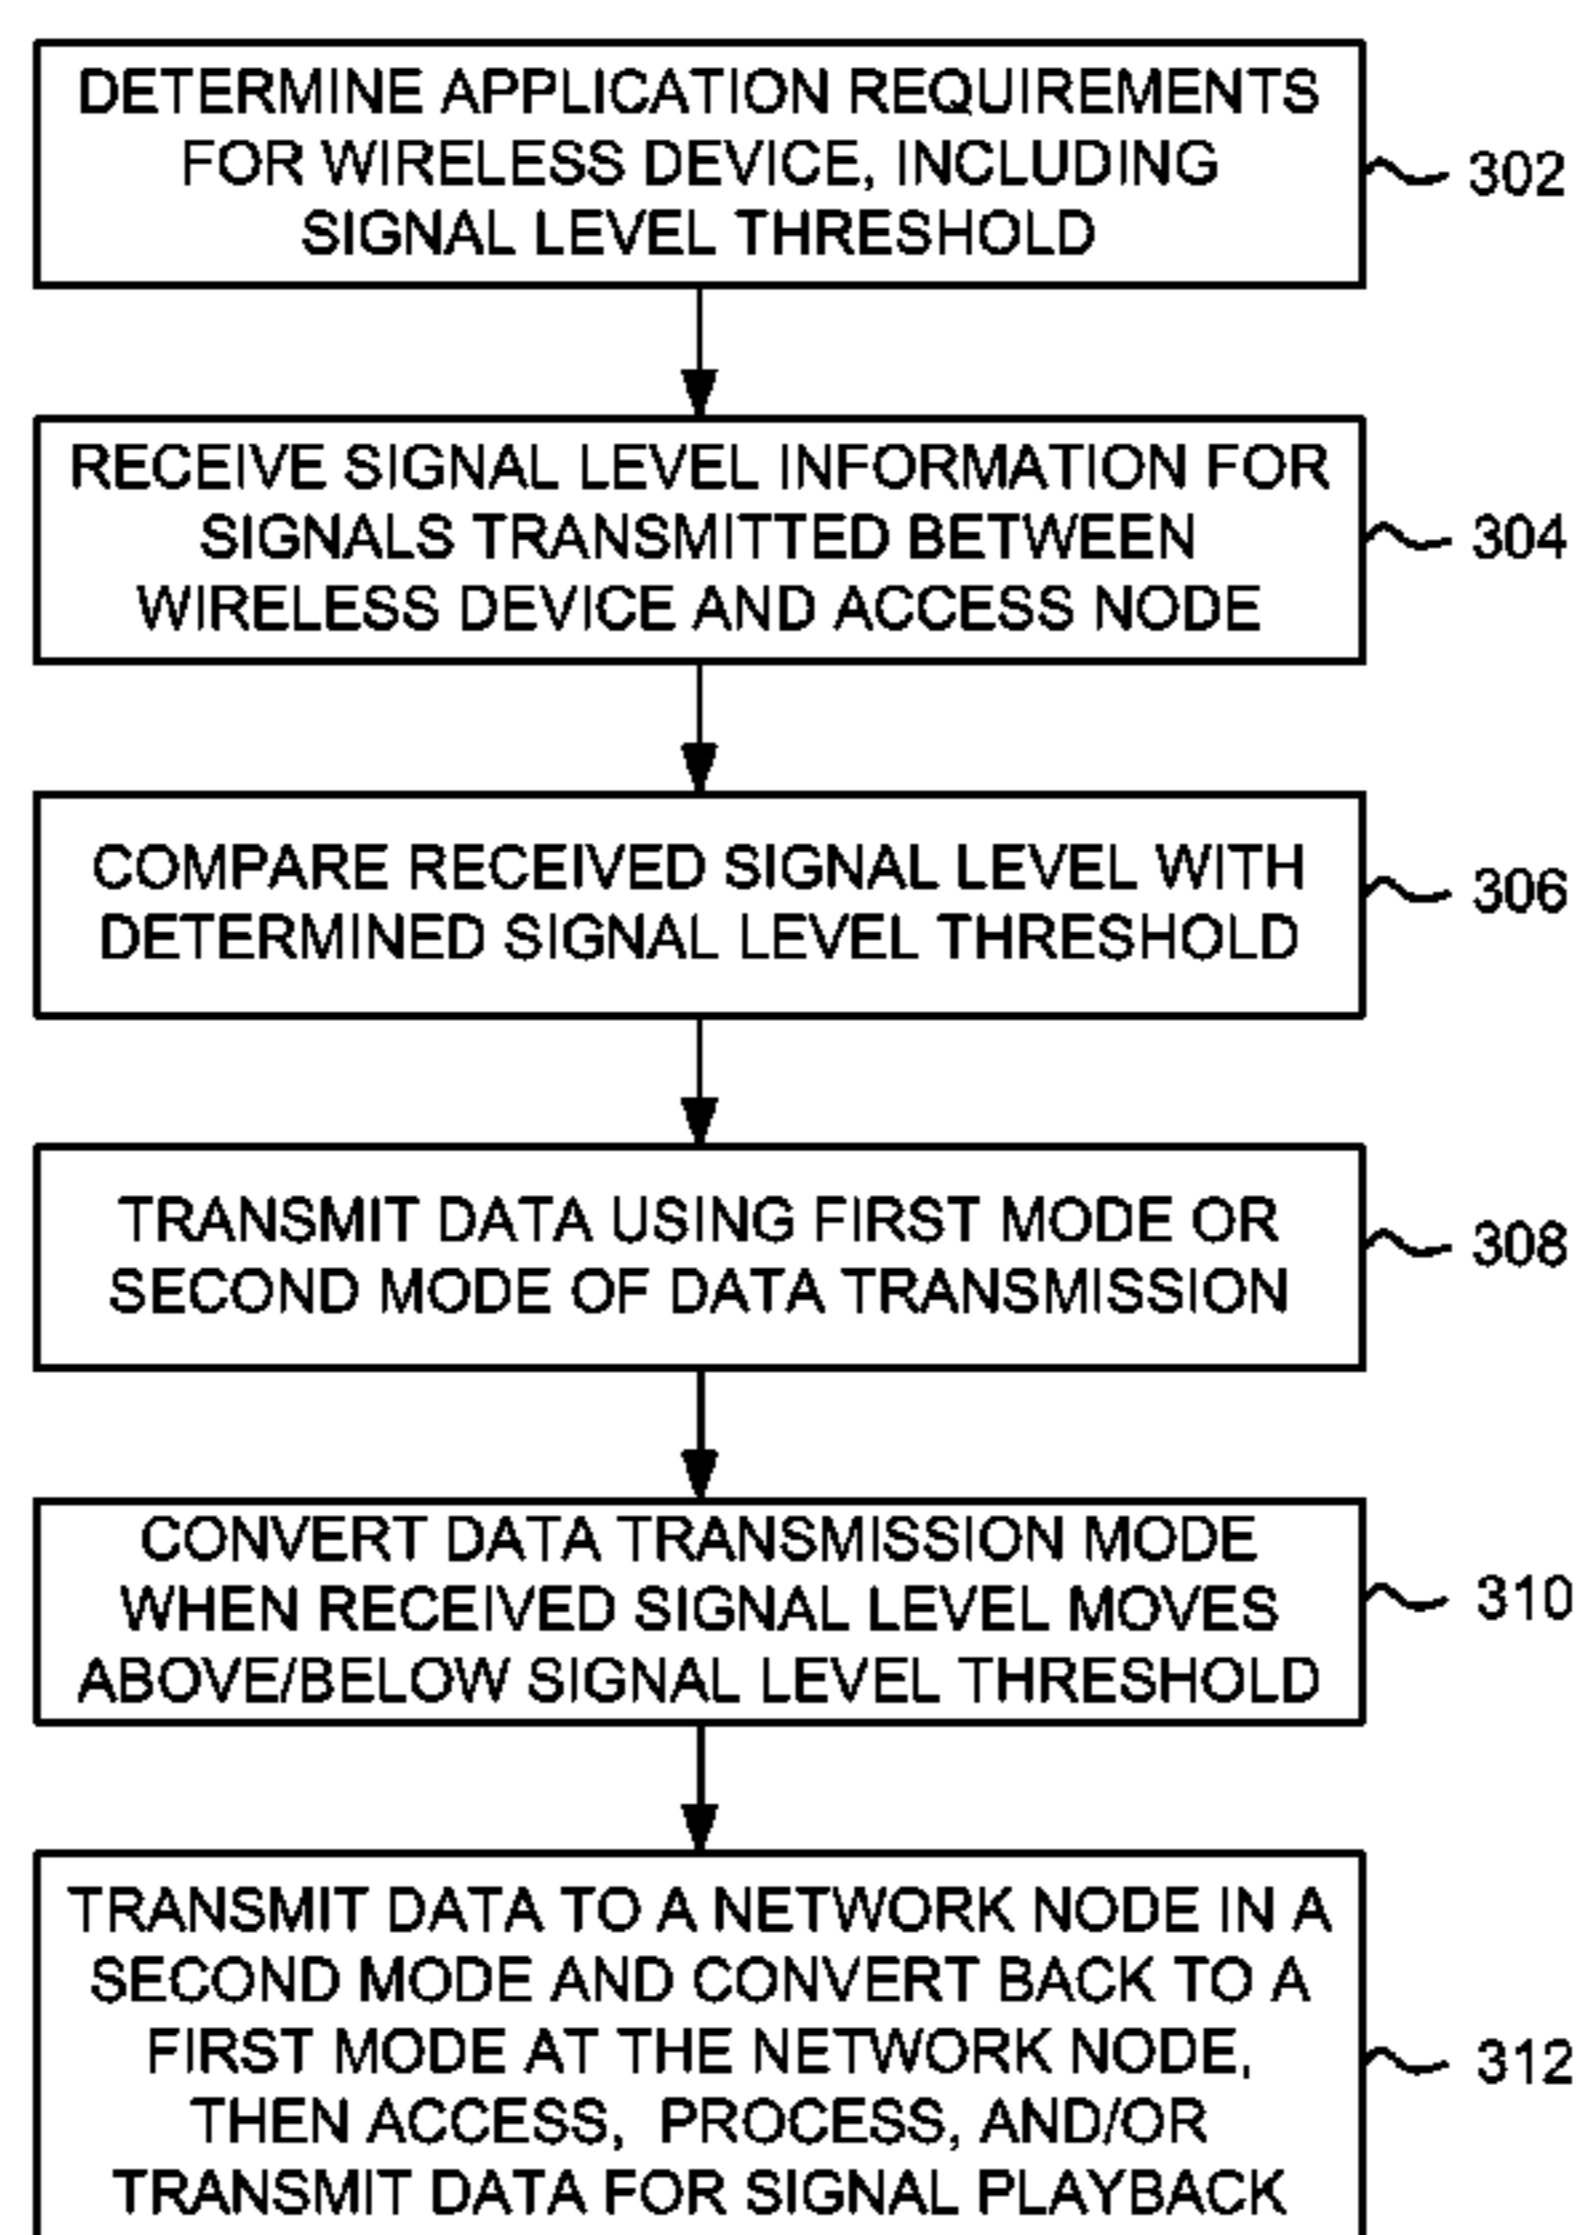 DETERMINE APPLICATION REQUIREMENTS
FOR WIRELESS DEVICE, INCLUDING
SIGNAL LEVEL THRESHOLD
302
RECEIVE SIGNAL LEVEL INFORMATION FOR
SIGNALS TRANSMITTED BETWEEN
WIRELESS DEVICE AND ACCESS NODE
304
COMPARE RECEIVED SIGNAL LEVEL WITH
DETERMINED SIGNAL LEVEL THRESHOLD
306
TRANSMIT DATA USING FIRST MODE OR
SECOND MODE OF DATA TRANSMISSION
308
CONVERT DATA TRANSMISSION MODE
WHEN RECEIVED SIGNAL LEVEL MOVES
ABOVE/BELOW SIGNAL LEVEL THRESHOLD
310
TRANSMIT DATA TO A NETWORK NODE IN A
SECOND MODE AND CONVERT BACK TO A
FIRST MODE AT THE NETWORK NODE,
THEN ACCESS, PROCESS, AND/OR
TRANSMIT DATA FOR SIGNAL PLAYBACK
312